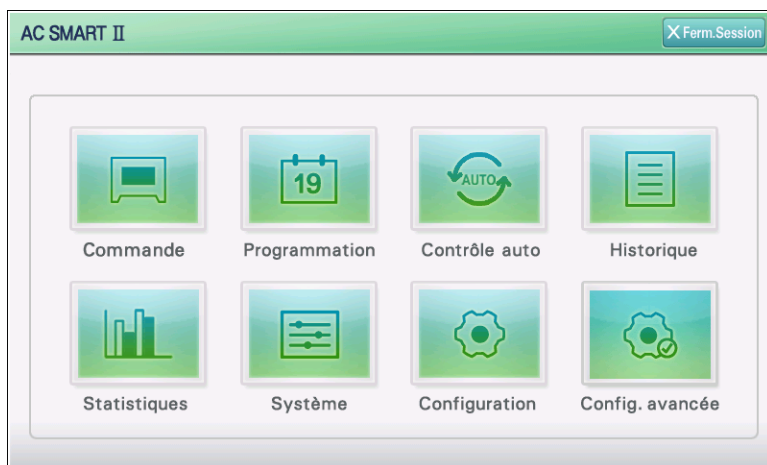 AC SMART Ⅱ
X Ferm.Session
19
AUTO
Commande
Programmation
Contrôle auto
Historique
Statistiques
Système
Configuration
Config. avancée